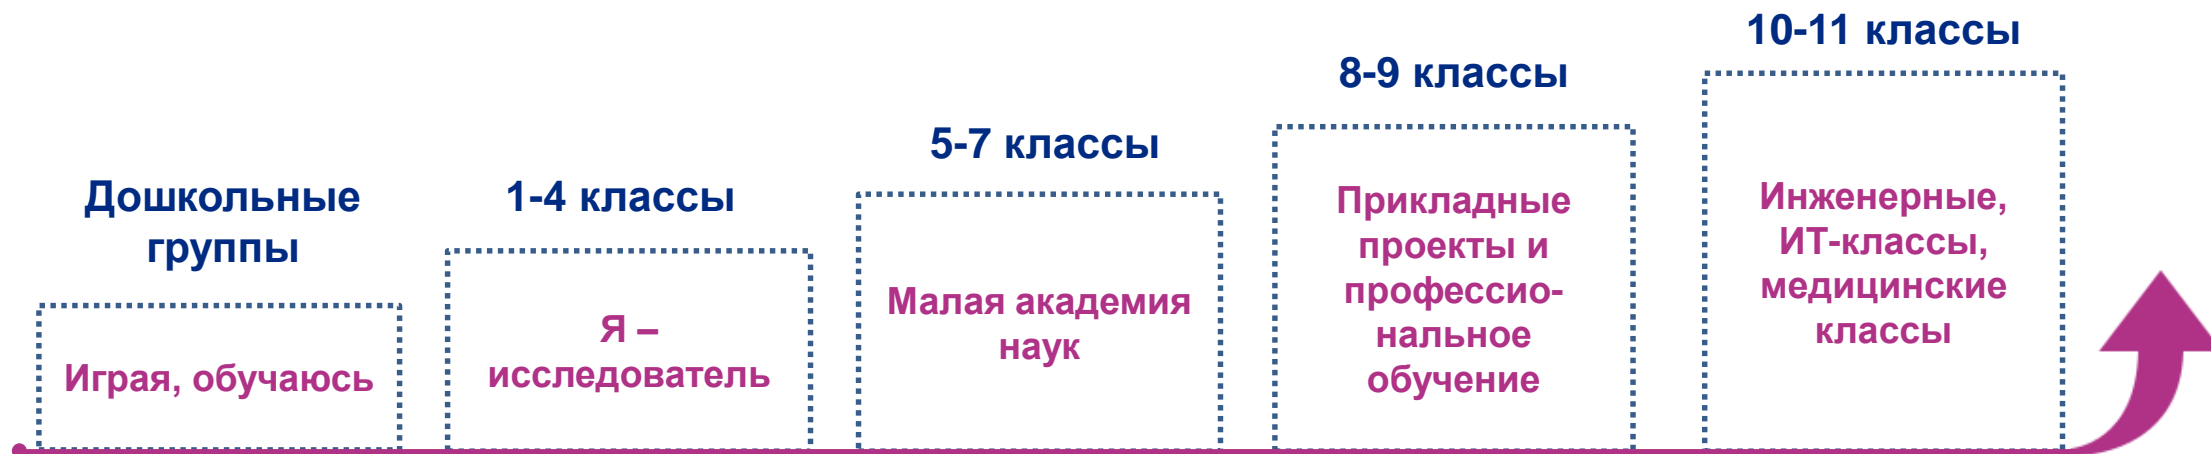 Дошкольные
группы
Играя, обучаюсь
1-4 классы
Я –
исследователь
5-7 классы
Малая академия
наук
8-9 классы
Прикладные
проекты и
профессио-
нальное
обучение
10-11 классы
Инженерные,
ИТ-классы,
медицинские
классы